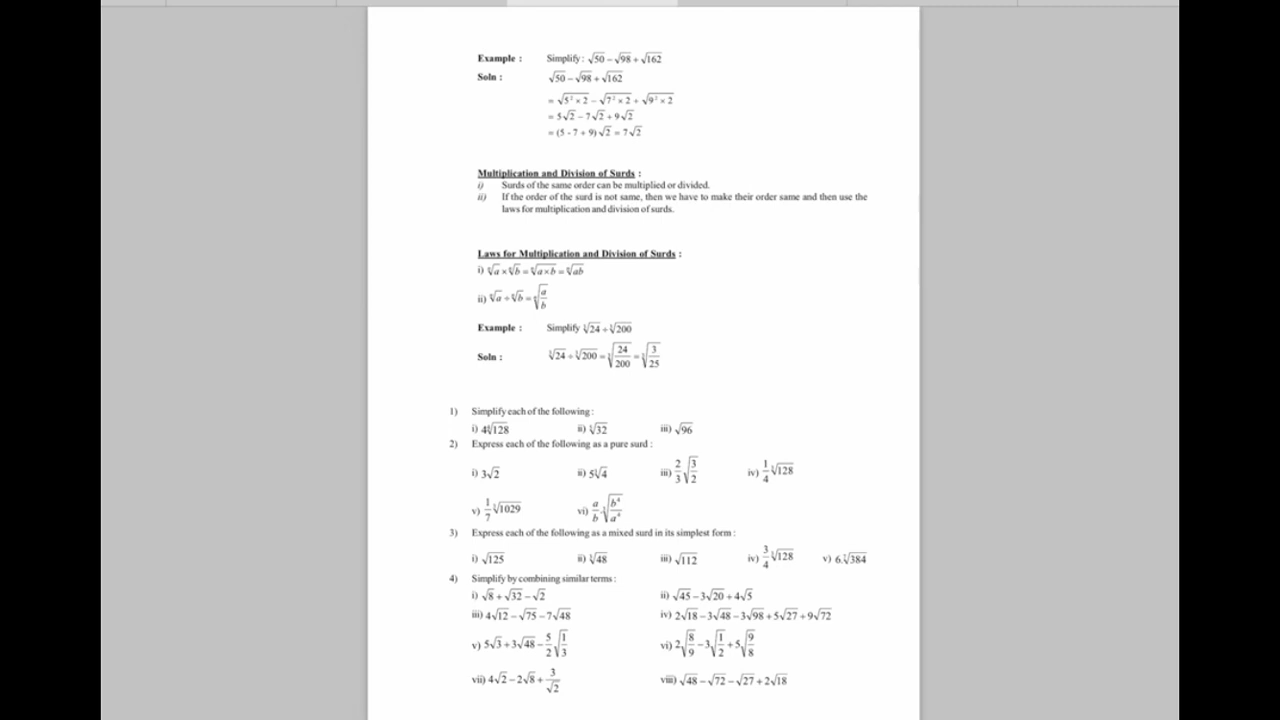 Example : Simplify : √50 − √98 + √162
Soln : √50 − √98 + √162
= √5² × 2 − √7² × 2 + √9² × 2
= 5√2 − 7√2 + 9√2
= (5 - 7 + 9)√2 = 7√2
Multiplication and Division of Surds :
i) Surds of the same order can be multiplied or divided.
ii) If the order of the surd is not same, then we have to make their order same and then use the
laws for multiplication and division of surds.
Laws for Multiplication and Division of Surds :
i) ⁿ√a × ⁿ√b = ⁿ√a×b = ⁿ√ab
ii) ⁿ√a ÷ ⁿ√b = ⁿ√a/b
Example : Simplify ³√24 ÷ ³√200
Soln : ³√24 ÷ ³√200 = ³√24/200 = ³√3/25
1) Simplify each of the following :
i) 4√128 ii) √32 iii) √96
2) Express each of the following as a pure surd :
i) 3√2 ii) 5√4 iii) 2/3 √3/2 iv) 1/4 √128
v) 1/7 ³√1029 vi) a/b √b⁴/a⁴
3) Express each of the following as a mixed surd in its simplest form :
i) √125 ii) √48 iii) √112 iv) 3/4 √128 v) 6.√384
4) Simplify by combining similar terms :
i) √8 + √32 − √2 ii) √45 − 3√20 + 4√5
iii) 4√12 − √75 − 7√48 iv) 2√18 − 3√48 − 3√98 + 5√27 + 9√72
v) 5√3 + 3√48 − 5/2 √1/3 vi) 2√8/9 − 3√1/2 + 5√9/8
vii) 4√2 − 2√8 + 3/√2 viii) √48 − √72 − √27 + 2√18